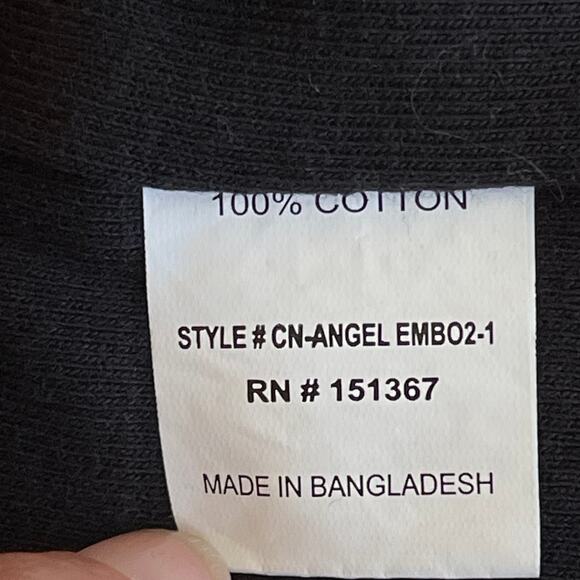 100% COTTON
STYLE # CN-ANGEL EMBO2-1
RN # 151367
MADE IN BANGLADESH